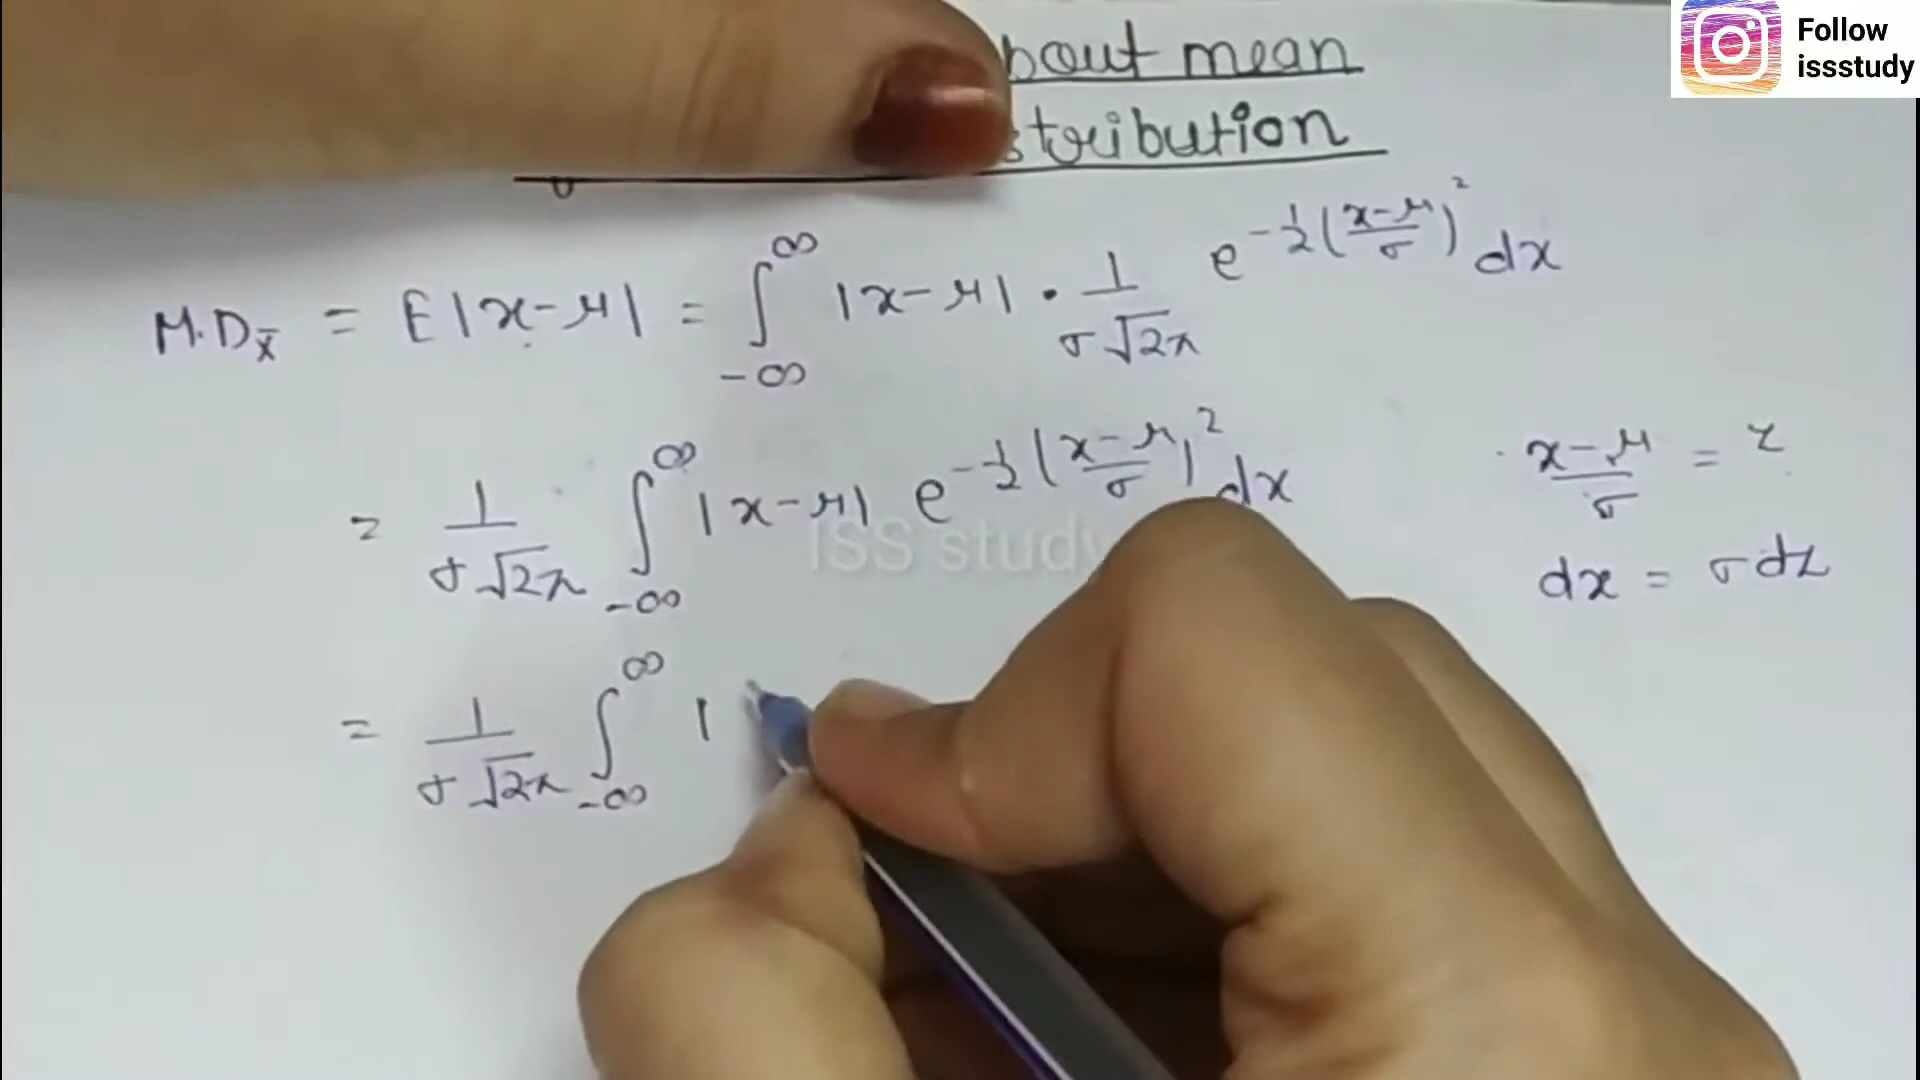 bout mean
stribution
M.D_x̄ = E|x-μ| = ∫_{-∞}^{∞} |x-μ| · 1/(σ√2π) e^{-1/2((x-μ)/σ)^2} dx
= 1/(σ√2π) ∫_{-∞}^{∞} |x-μ| e^{-1/2((x-μ)/σ)^2} dx
(x-μ)/σ = z
dx = σdz
= 1/(σ√2π) ∫_{-∞}^{∞} |
ISS study
Follow
issstudy